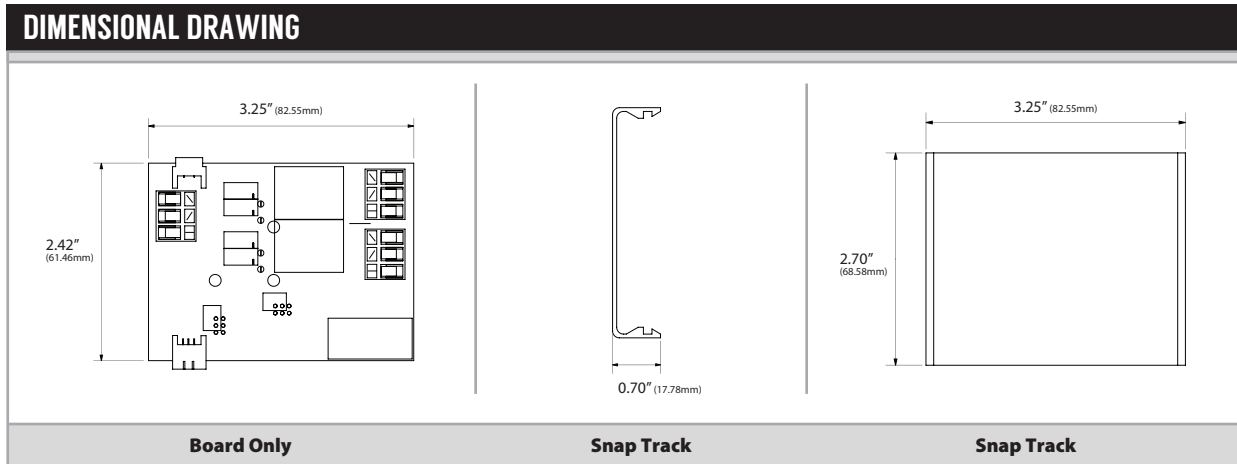 DIMENSIONAL DRAWING
3.25″ (82.55mm)
2.42″
(61.46mm)
Board Only
0.70″ (17.78mm)
Snap Track
3.25″ (82.55mm)
2.70″
(68.58mm)
Snap Track